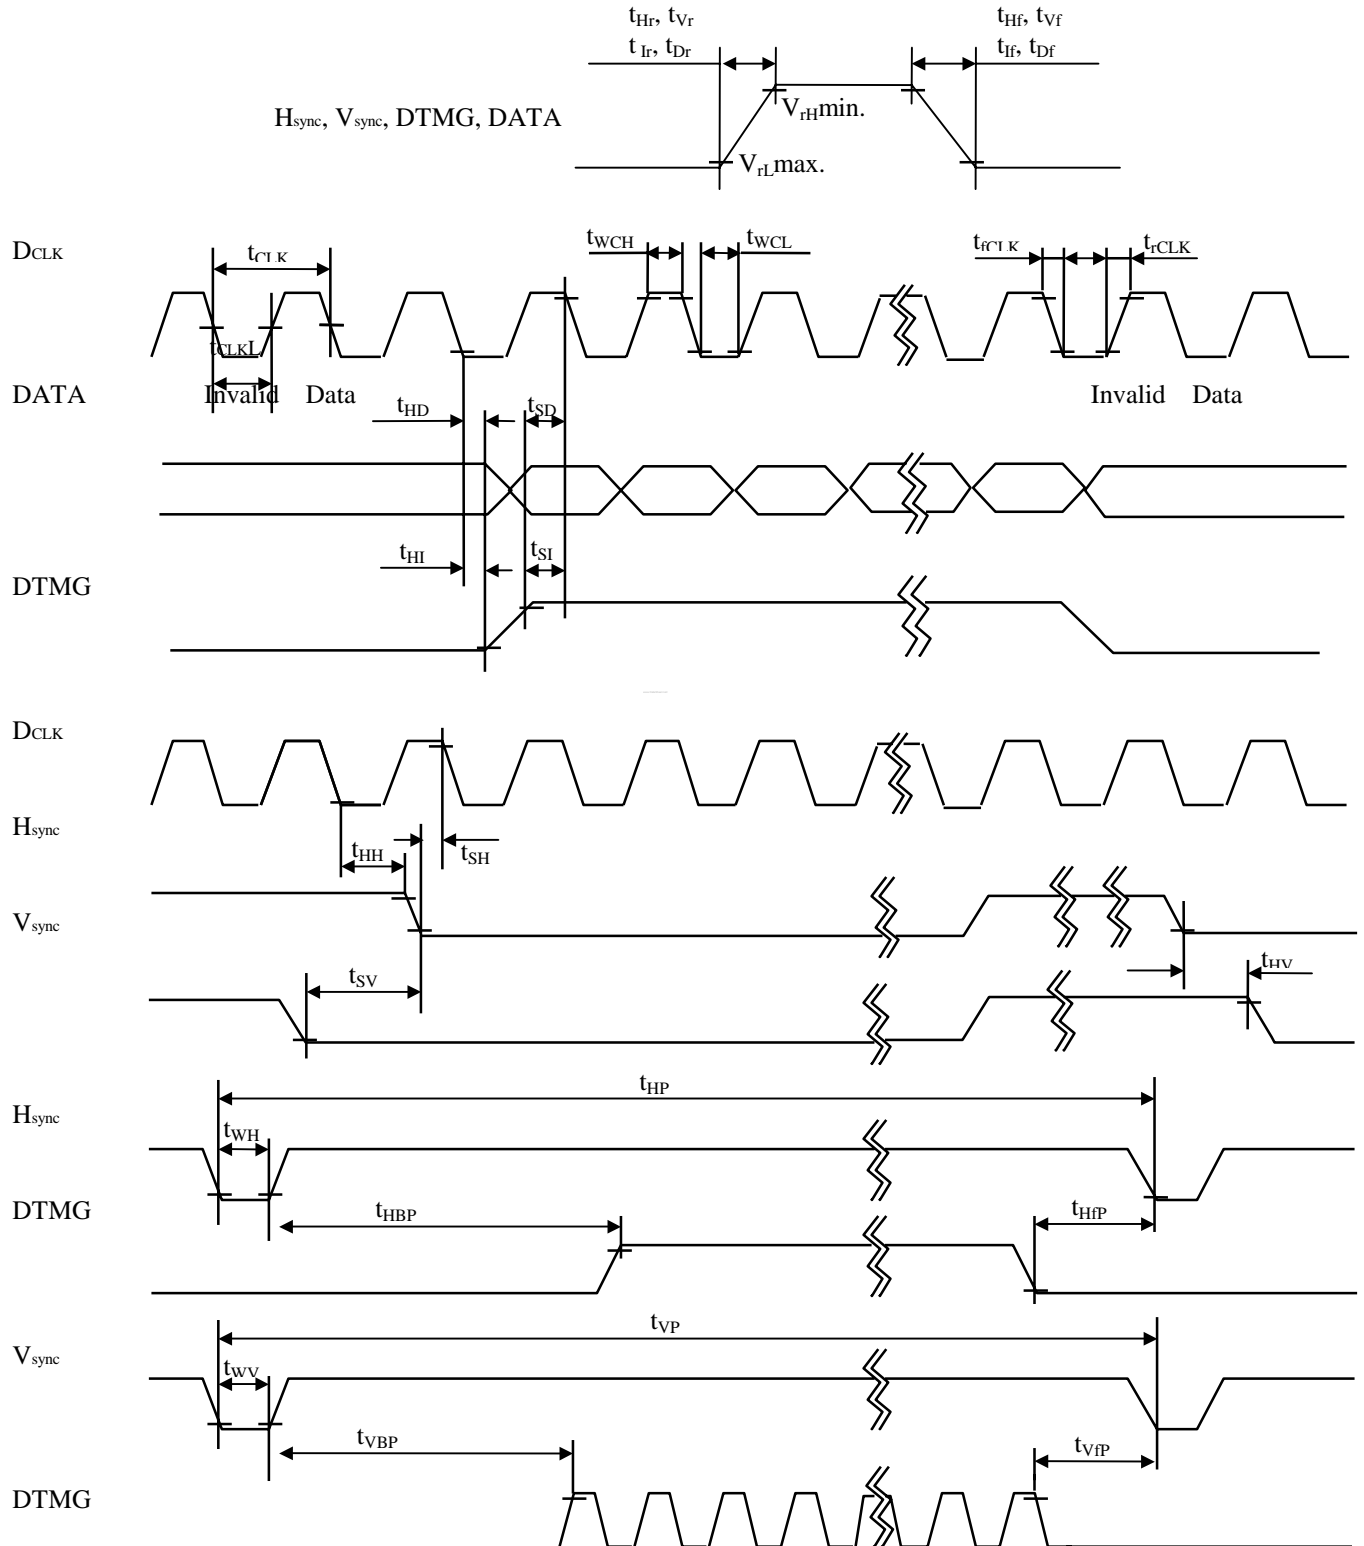 tHr, tVr
tHf, tVf
tIr, tDr
tIf, tDf
Hsync, Vsync, DTMG, DATA
VrHmin.
VrLmax.
DCLK
tCLK
tWCH
tWCL
tfCLK
trCLK
tCLKL
DATA
Invalid Data
Invalid Data
tHD
tSD
tHI
tSI
DTMG
DCLK
Hsync
tHH
tSH
Vsync
tSV
tHV
tHP
Hsync
tWH
DTMG
tHBP
tHfP
tVP
Vsync
tWV
tVBP
tVfP
DTMG